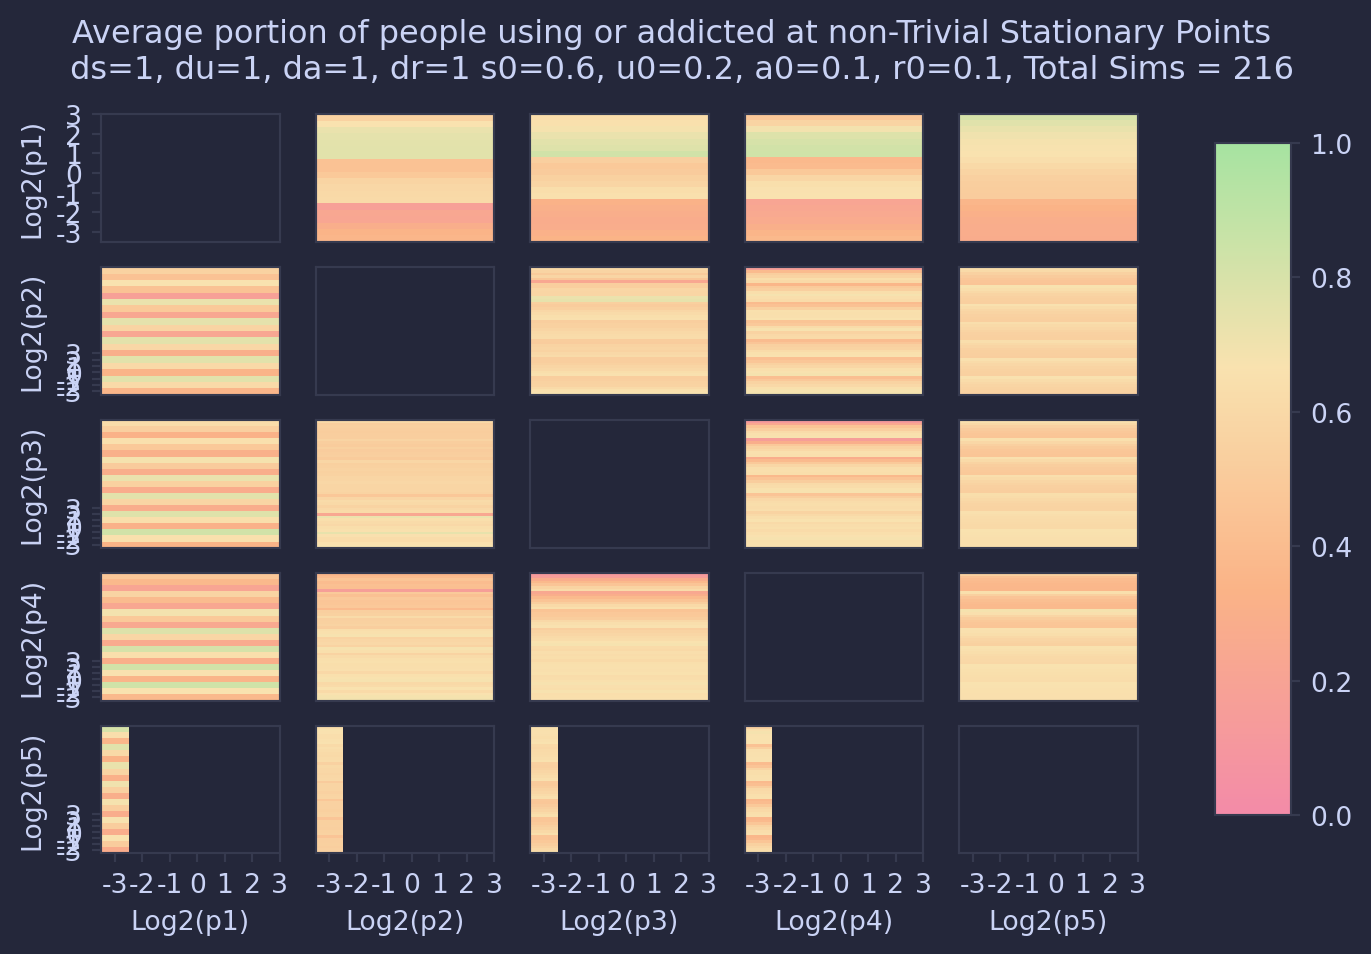 Average portion of people using or addicted at non-Trivial Stationary Points
ds=1, du=1, da=1, dr=1 s0=0.6, u0=0.2, a0=0.1, r0=0.1, Total Sims = 216
Log2(p1)
3
2
1
0
-1
-2
-3
Log2(p2)
Log2(p3)
Log2(p4)
Log2(p5)
-3 -2 -1 0 1 2 3
-3 -2 -1 0 1 2 3
-3 -2 -1 0 1 2 3
-3 -2 -1 0 1 2 3
-3 -2 -1 0 1 2 3
Log2(p1)
Log2(p2)
Log2(p3)
Log2(p4)
Log2(p5)
1.0
0.8
0.6
0.4
0.2
0.0